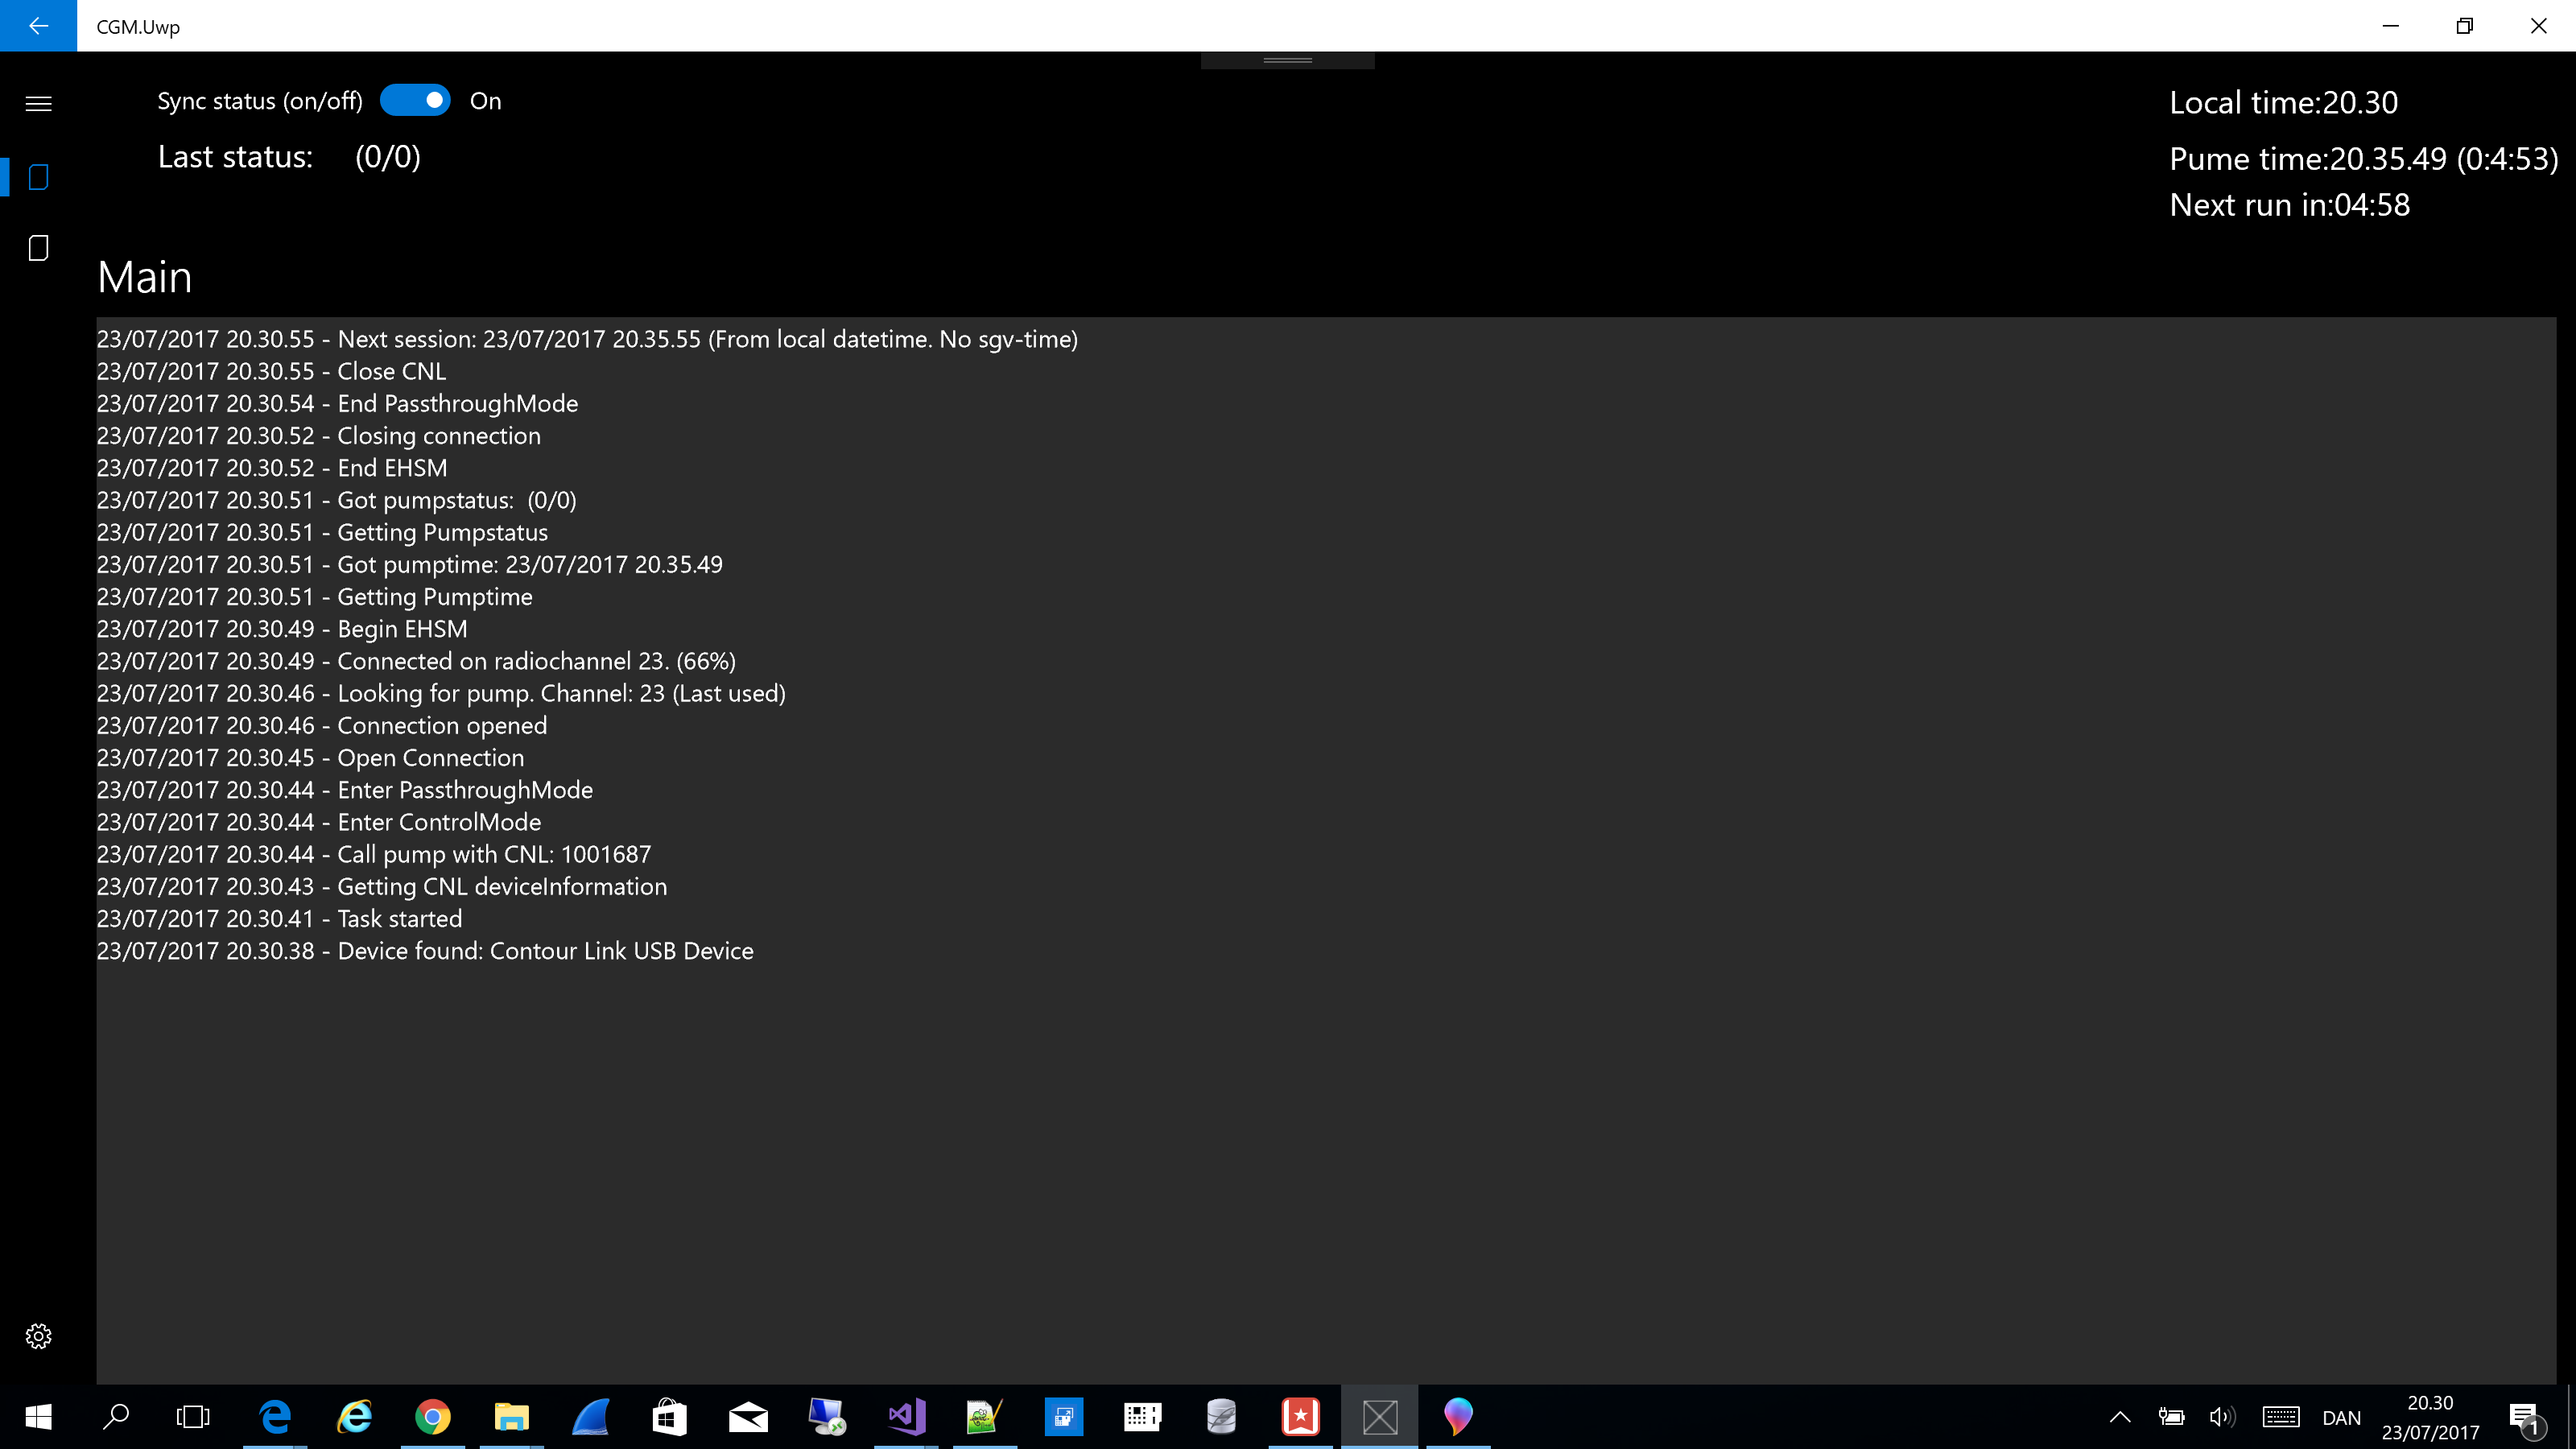 CGM.Uwp
Sync status (on/off) On
Last status: (0/0)
Local time:20.30
Pume time:20.35.49 (0:4:53)
Next run in:04:58
Main
23/07/2017 20.30.55 - Next session: 23/07/2017 20.35.55 (From local datetime. No sgv-time)
23/07/2017 20.30.55 - Close CNL
23/07/2017 20.30.54 - End PassthroughMode
23/07/2017 20.30.52 - Closing connection
23/07/2017 20.30.52 - End EHSM
23/07/2017 20.30.51 - Got pumpstatus:  (0/0)
23/07/2017 20.30.51 - Getting Pumpstatus
23/07/2017 20.30.51 - Got pumptime: 23/07/2017 20.35.49
23/07/2017 20.30.51 - Getting Pumptime
23/07/2017 20.30.49 - Begin EHSM
23/07/2017 20.30.49 - Connected on radiochannel 23. (66%)
23/07/2017 20.30.46 - Looking for pump. Channel: 23 (Last used)
23/07/2017 20.30.46 - Connection opened
23/07/2017 20.30.45 - Open Connection
23/07/2017 20.30.44 - Enter PassthroughMode
23/07/2017 20.30.44 - Enter ControlMode
23/07/2017 20.30.44 - Call pump with CNL: 1001687
23/07/2017 20.30.43 - Getting CNL deviceInformation
23/07/2017 20.30.41 - Task started
23/07/2017 20.30.38 - Device found: Contour Link USB Device
DAN
20.30
23/07/2017
1